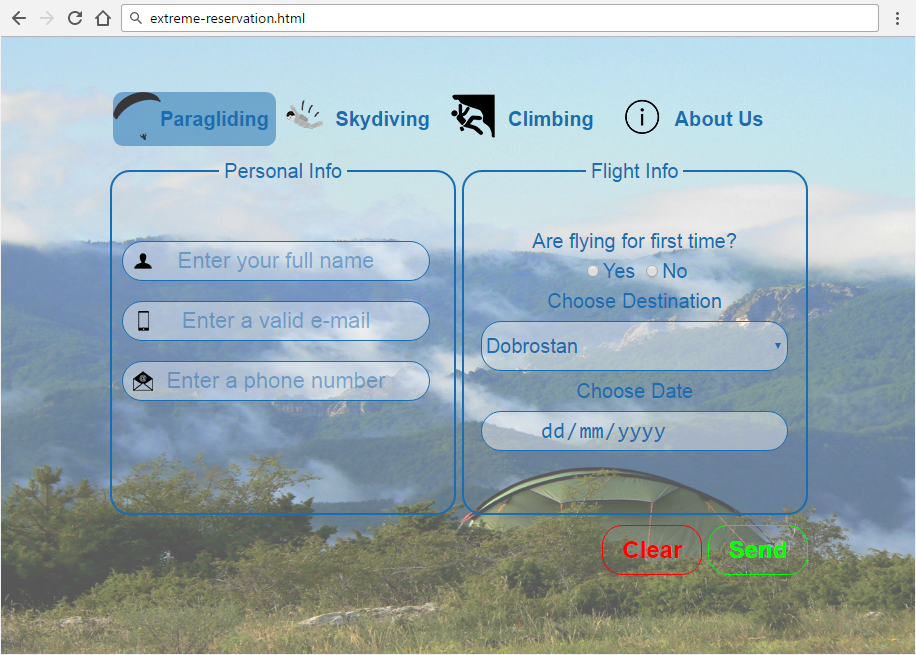 extreme-reservation.html
Paragliding Skydiving Climbing About Us
Personal Info
Enter your full name
Enter a valid e-mail
Enter a phone number
Flight Info
Are flying for first time?
Yes No
Choose Destination
Dobrostan
Choose Date
dd/mm/yyyy
Clear Send